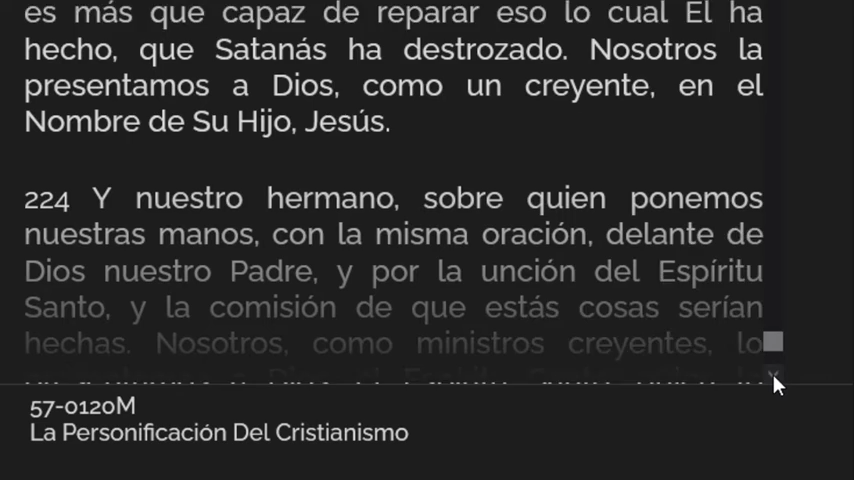 es más que capaz de reparar eso lo cual Él ha
hecho, que Satanás ha destrozado. Nosotros la
presentamos a Dios, como un creyente, en el
Nombre de Su Hijo, Jesús.
224 Y nuestro hermano, sobre quien ponemos
nuestras manos, con la misma oración, delante de
Dios nuestro Padre, y por la unción del Espíritu
Santo, y la comisión de que estás cosas serían
hechas. Nosotros, como ministros creyentes, lo
57-0120M
La Personificación Del Cristianismo